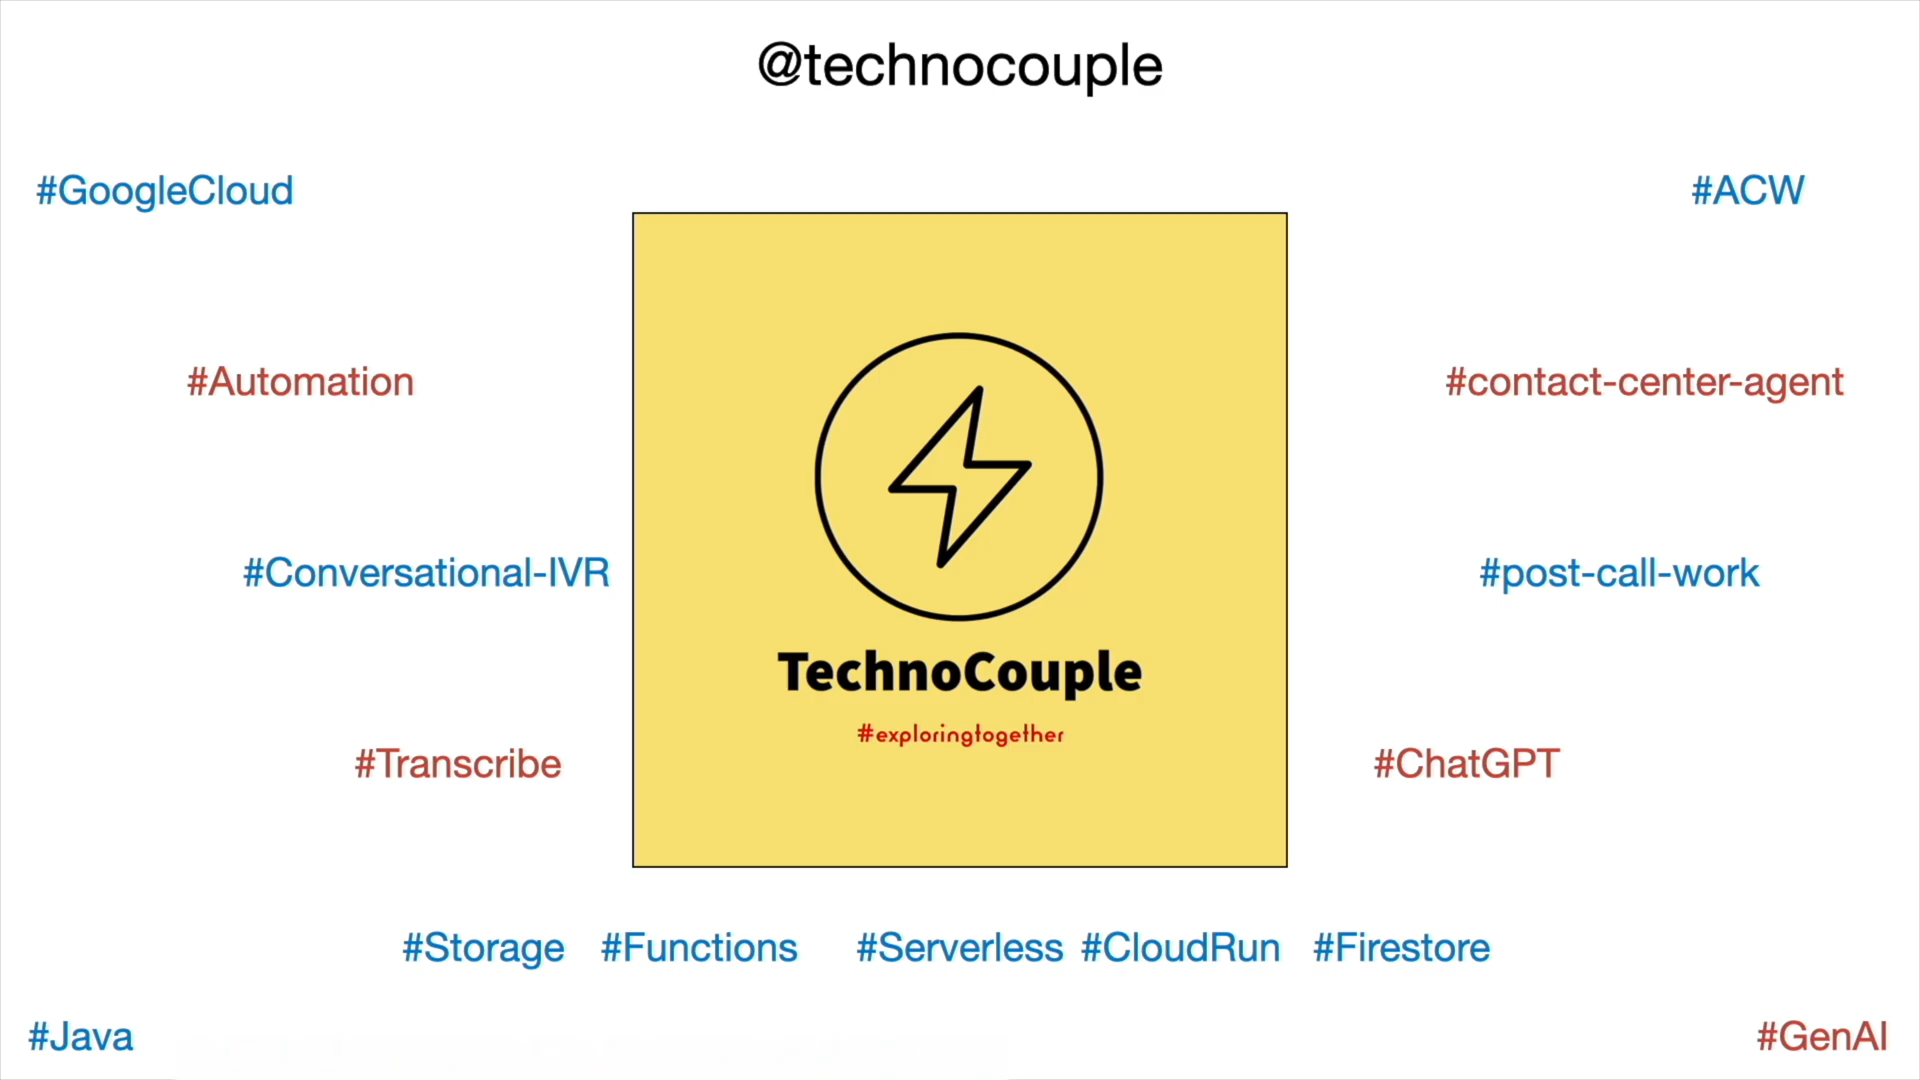 @technocouple
#GoogleCloud
#ACW
#Automation
#contact-center-agent
#Conversational-IVR
#post-call-work
TechnoCouple
#exploringtogether
#Transcribe
#ChatGPT
#Storage #Functions #Serverless #CloudRun #Firestore
#Java
#GenAI